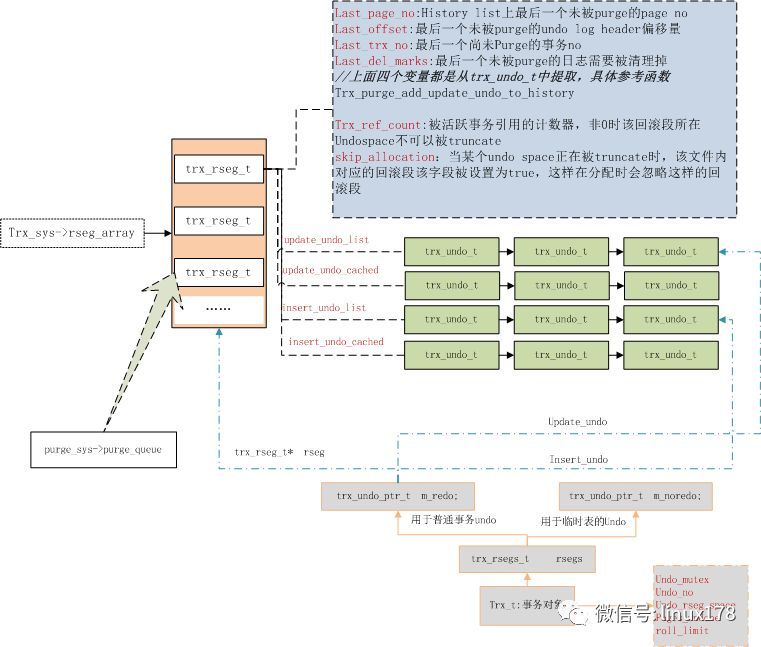 Last_page_no:History list上最后一个未被purge的page no
Last_offset:最后一个未被purge的undo log header偏移量
Last_trx_no:最后一个尚未Purge的事务no
Last_del_marks:最后一个未被purge的日志需要被清理掉
//上面四个变量都是从trx_undo_t中提取，具体参考函数
Trx_purge_add_update_undo_to_history
Trx_ref_count:被活跃事务引用的计数器，非0时该回滚段所在
Undospace不可以被truncate
skip_allocation：当某个undo space正在被truncate时，该文件内
对应的回滚段该字段被设置为true，这样在分配时会忽略这样的回
滚段
trx_rseg_t
trx_rseg_t
Trx_sys->rseg_array
trx_rseg_t
......
update_undo_list
trx_undo_t
trx_undo_t
trx_undo_t
update_undo_cached
trx_undo_t
trx_undo_t
trx_undo_t
insert_undo_list
trx_undo_t
trx_undo_t
trx_undo_t
insert_undo_cached
trx_undo_t
trx_undo_t
trx_undo_t
purge_sys->purge_queue
Update_undo
trx_rseg_t* rseg
Insert_undo
trx_undo_ptr_t m_redo;
trx_undo_ptr_t m_noredo;
用于普通事务undo
用于临时表的Undo
trx_rsegs_t rsegs
Trx_t:事务对象
Undo_mutex
Undo_no
Undo_rseg_space
roll_limit
微信号: linux178